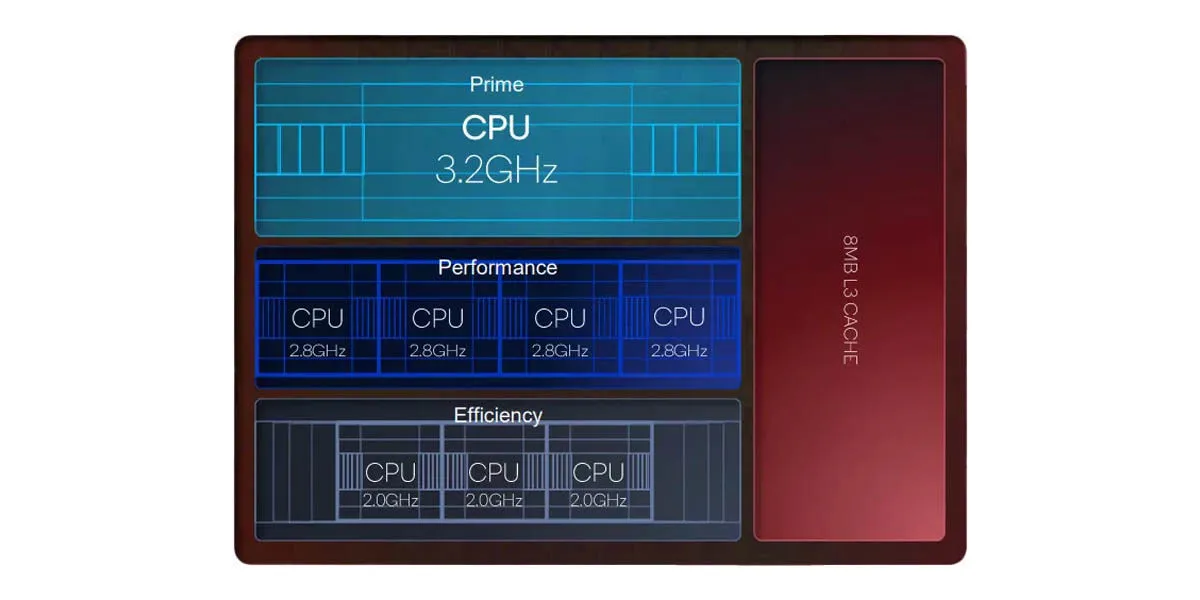 Prime
CPU
3.2GHz
Performance
CPU CPU CPU CPU
2.8GHz 2.8GHz 2.8GHz 2.8GHz
Efficiency
CPU CPU CPU
2.0GHz 2.0GHz 2.0GHz
8MB L3 CACHE